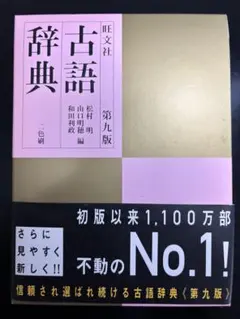 旺文社
古語辞典
第九版
松村 明
山口明穂 編
和田利政
二色刷
初版以来1,100万部
さらに
見やすく
新しく!!
不動のNo.1!
信頼され選ばれ続ける古語辞典《第九版》